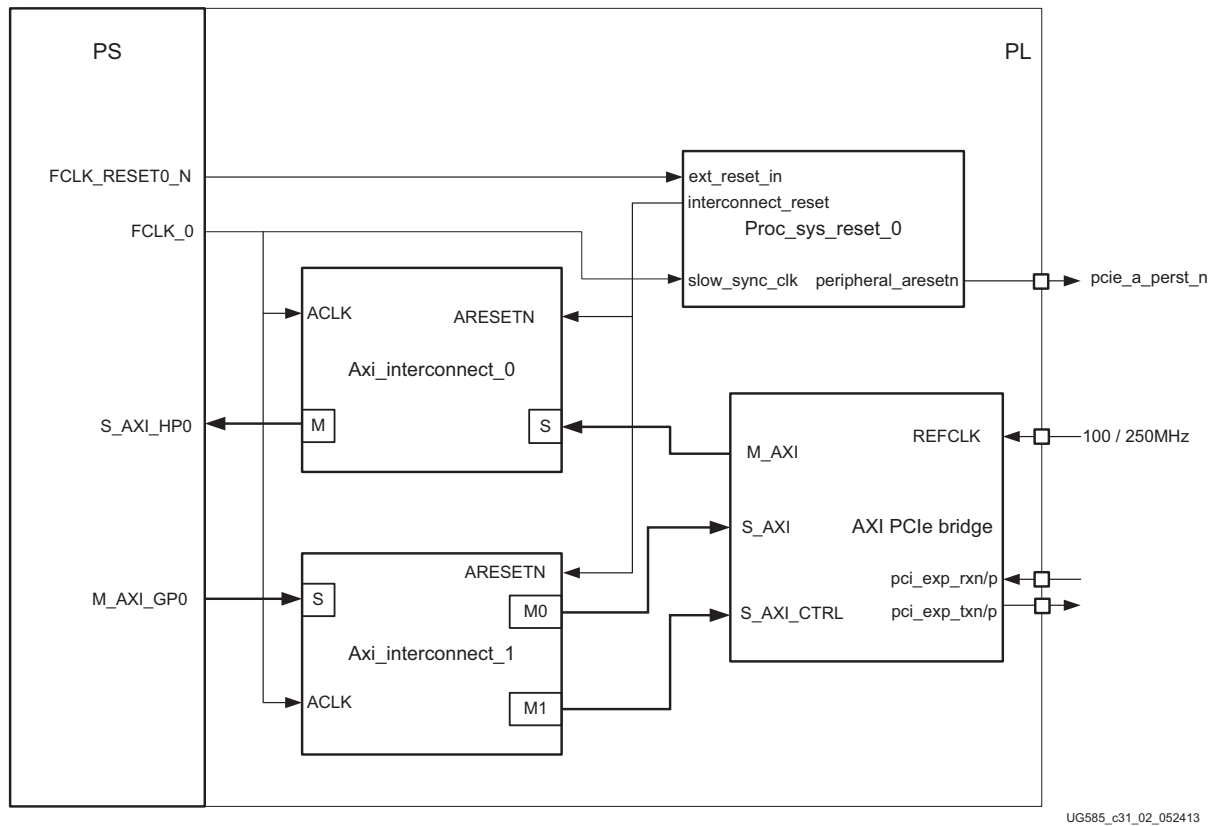 PS
PL
FCLK_RESET0_N
ext_reset_in
interconnect_reset
FCLK_0
Proc_sys_reset_0
slow_sync_clk
peripheral_aresetn
pcie_a_perst_n
ACLK
ARESETN
Axi_interconnect_0
S_AXI_HP0
M
S
M_AXI
REFCLK
100 / 250MHz
S_AXI
AXI PCIe bridge
ARESETN
M_AXI_GP0
S
M0
pci_exp_rxn/p
S_AXI_CTRL
pci_exp_txn/p
Axi_interconnect_1
ACLK
M1
UG585_c31_02_052413